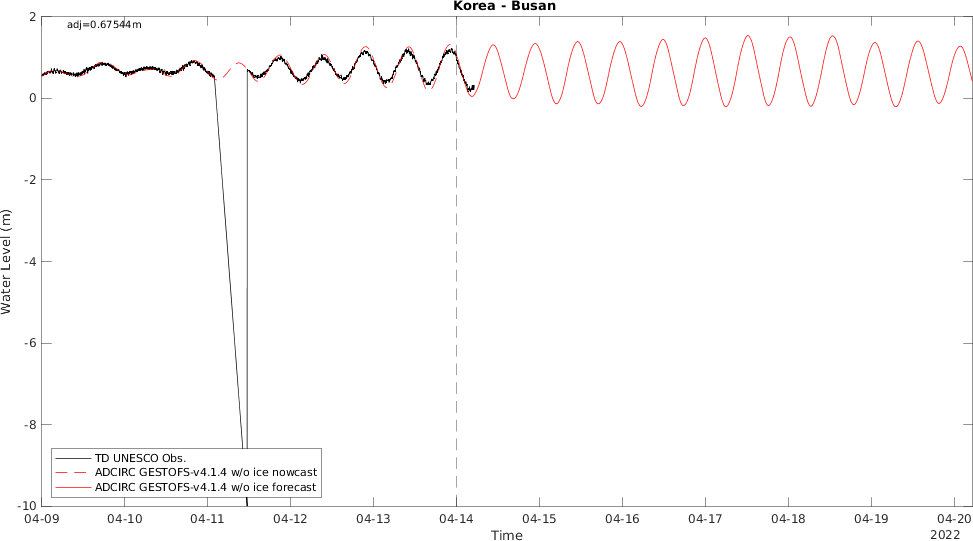 Korea - Busan
adj=0.67544m
2
0
-2
-4
-6
-8
-10
Water Level (m)
TD UNESCO Obs.
ADCIRC GESTOFS-v4.1.4 w/o ice nowcast
ADCIRC GESTOFS-v4.1.4 w/o ice forecast
04-09 04-10 04-11 04-12 04-13 04-14 04-15 04-16 04-17 04-18 04-19 04-20
Time
2022